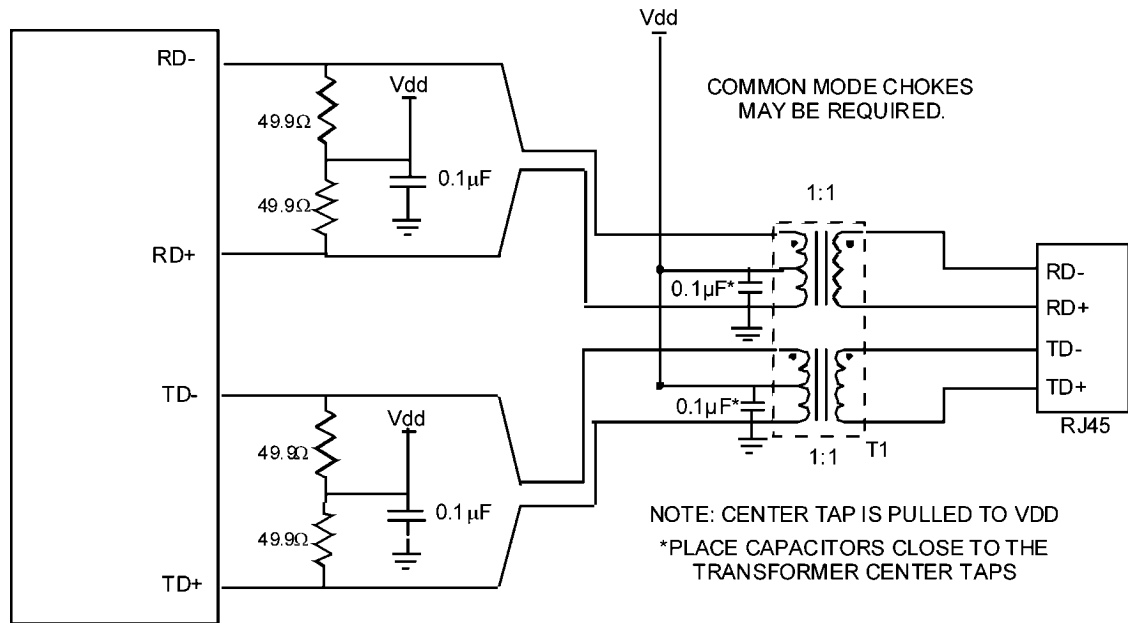 Vdd
RD-
Vdd
COMMON MODE CHOKES
MAY BE REQUIRED.
49.9Ω
0.1µF
49.9Ω
1:1
RD+
RD-
0.1µF*
RD+
TD-
TD-
TD+
Vdd
0.1µF*
RJ45
49.9Ω
1:1
T1
0.1µF
NOTE: CENTER TAP IS PULLED TO VDD
49.9Ω
*PLACE CAPACITORS CLOSE TO THE
TRANSFORMER CENTER TAPS
TD+